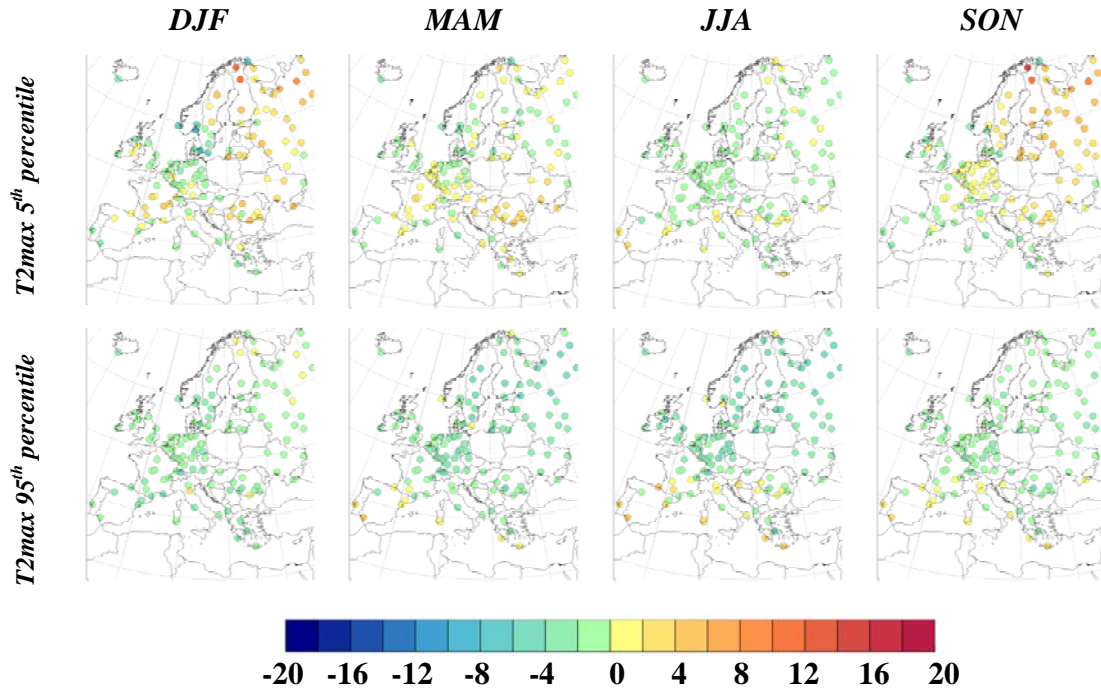 DJF MAM JJA SON
T2max 5th percentile
T2max 95th percentile
-20 -16 -12 -8 -4 0 4 8 12 16 20